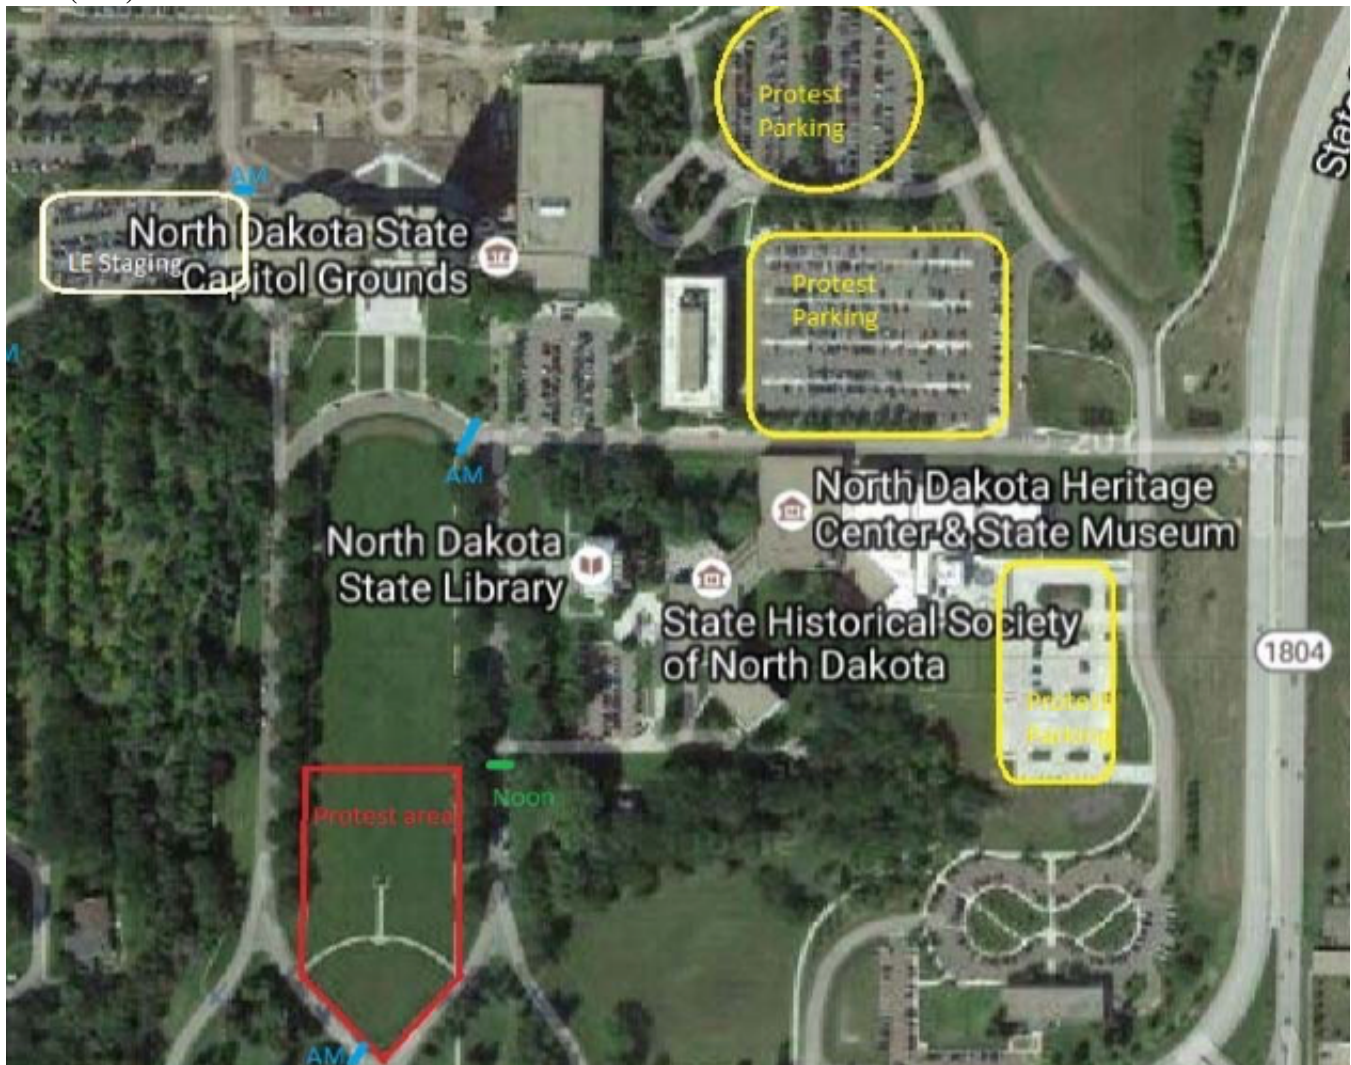 Protest
Parking
State
AM
North Dakota State
Capitol Grounds
LE Staging
Protest
Parking
AM
North Dakota Heritage
Center & State Museum
North Dakota
State Library
State Historical Society
of North Dakota
1804
Protest
Parking
Noon
Protest area
AM